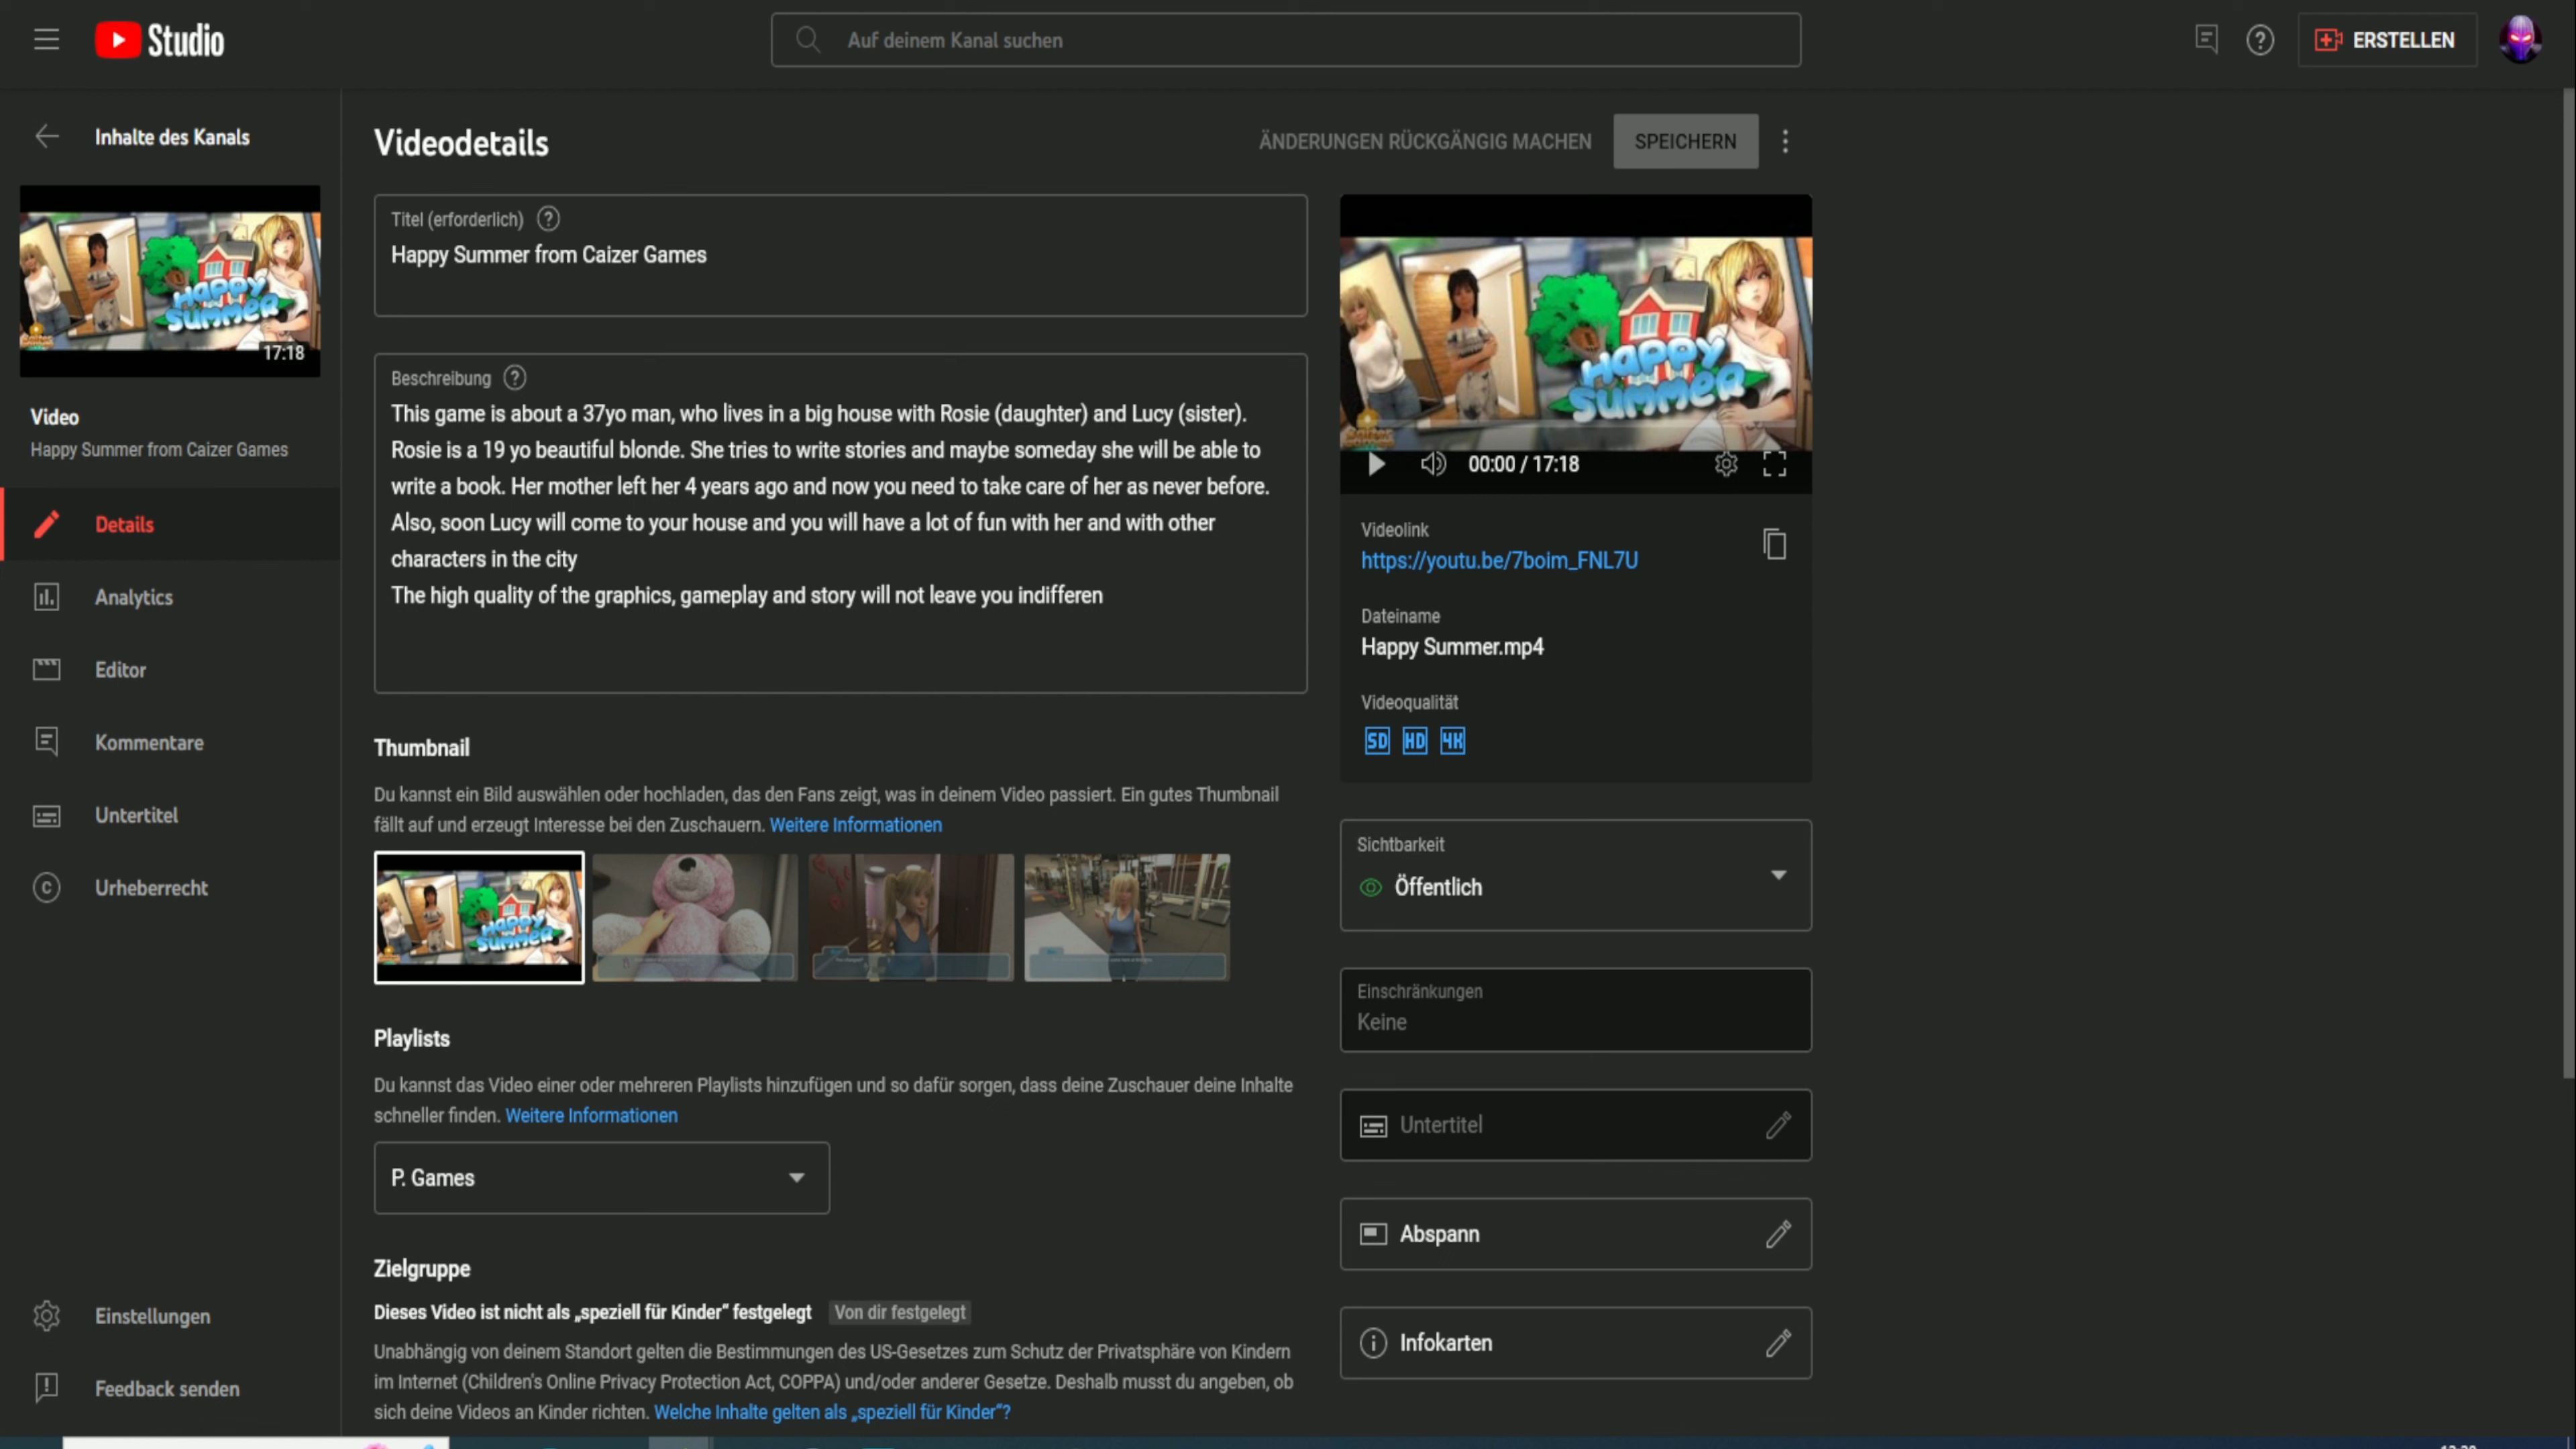 Studio
Auf deinem Kanal suchen
ERSTELLEN
Inhalte des Kanals
HAPPY
SUMMER
17:18
Video
Happy Summer from Caizer Games
Details
Analytics
Editor
Kommentare
Untertitel
Urheberrecht
Einstellungen
Feedback senden
Videodetails
ÄNDERUNGEN RÜCKGÄNGIG MACHEN
SPEICHERN
Titel (erforderlich)
Happy Summer from Caizer Games
Beschreibung
This game is about a 37yo man, who lives in a big house with Rosie (daughter) and Lucy (sister).
Rosie is a 19 yo beautiful blonde. She tries to write stories and maybe someday she will be able to
write a book. Her mother left her 4 years ago and now you need to take care of her as never before.
Also, soon Lucy will come to your house and you will have a lot of fun with her and with other
characters in the city
The high quality of the graphics, gameplay and story will not leave you indifferen
Thumbnail
Du kannst ein Bild auswählen oder hochladen, das den Fans zeigt, was in deinem Video passiert. Ein gutes Thumbnail
fällt auf und erzeugt Interesse bei den Zuschauern. Weitere Informationen
HAPPY
SUMMER
Playlists
Du kannst das Video einer oder mehreren Playlists hinzufügen und so dafür sorgen, dass deine Zuschauer deine Inhalte
schneller finden. Weitere Informationen
P. Games
Zielgruppe
Dieses Video ist nicht als „speziell für Kinder“ festgelegt Von dir festgelegt
Unabhängig von deinem Standort gelten die Bestimmungen des US-Gesetzes zum Schutz der Privatsphäre von Kindern
im Internet (Children's Online Privacy Protection Act, COPPA) und/oder anderer Gesetze. Deshalb musst du angeben, ob
sich deine Videos an Kinder richten. Welche Inhalte gelten als „speziell für Kinder“?
HAPPY
SUMMER
00:00 / 17:18
Videolink
https://youtu.be/7boim_FNL7U
Dateiname
Happy Summer.mp4
Videoqualität
SD HD 4K
Sichtbarkeit
Öffentlich
Einschränkungen
Keine
Untertitel
Abspann
Infokarten